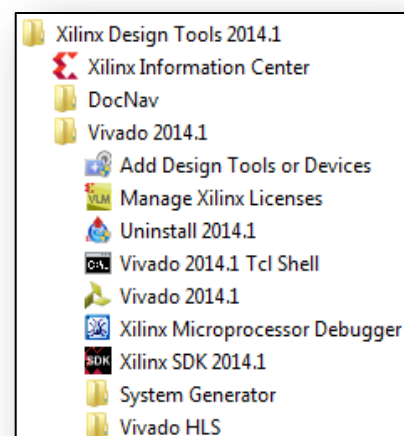 Xilinx Design Tools 2014.1
Xilinx Information Center
DocNav
Vivado 2014.1
Add Design Tools or Devices
VLM Manage Xilinx Licenses
Uninstall 2014.1
C:\. Vivado 2014.1 Tcl Shell
Vivado 2014.1
Xilinx Microprocessor Debugger
SDK Xilinx SDK 2014.1
System Generator
Vivado HLS